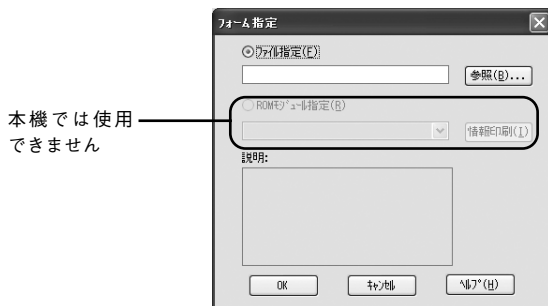 フォーム指定
ファイル指定(F)
参照(B)...
本機では使用
できません
ROMモジュール指定(R)
情報印刷(I)
説明:
OK
キャンセル
ヘルプ(H)